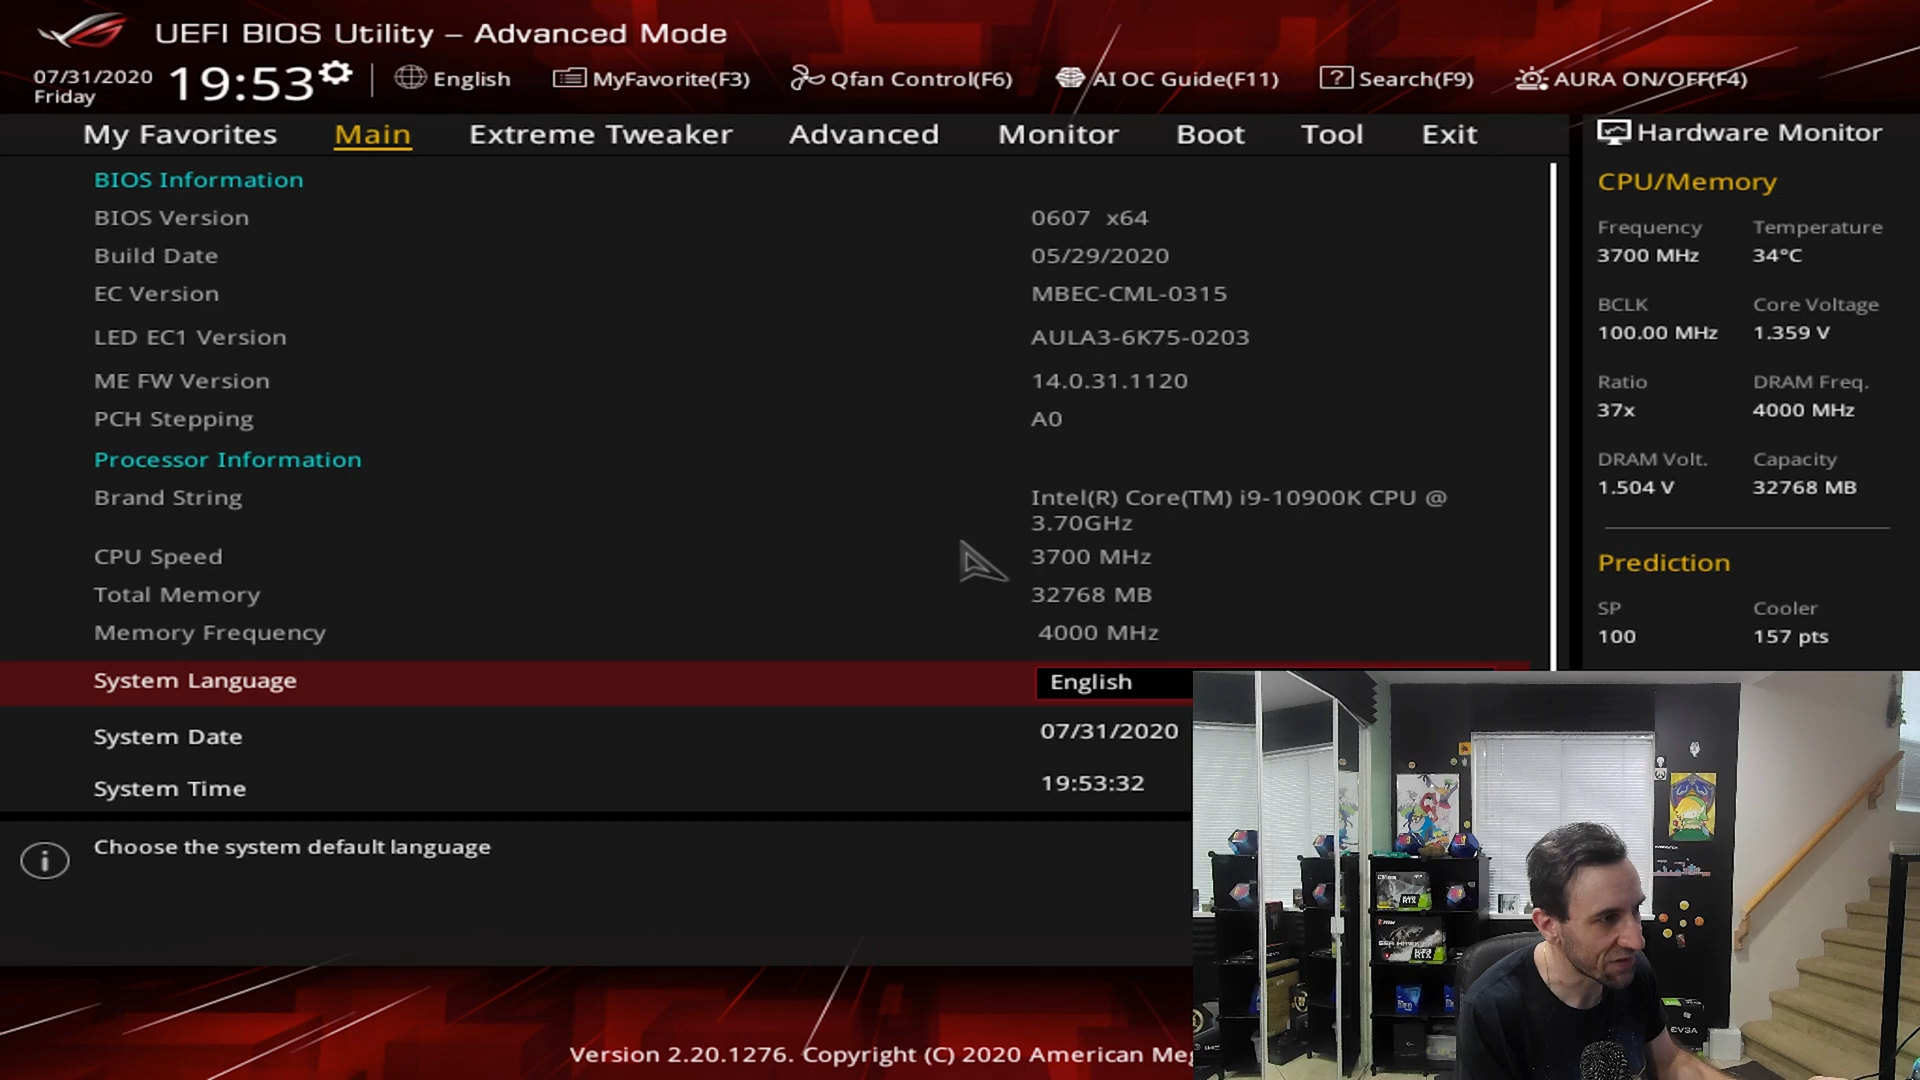 UEFI BIOS Utility – Advanced Mode
07/31/2020
Friday
19:53
English
MyFavorite(F3)
Qfan Control(F6)
AI OC Guide(F11)
Search(F9)
AURA ON/OFF(F4)
My Favorites
Main
Extreme Tweaker
Advanced
Monitor
Boot
Tool
Exit
BIOS Information
BIOS Version 0607 x64
Build Date 05/29/2020
EC Version MBEC-CML-0315
LED EC1 Version AULA3-6K75-0203
ME FW Version 14.0.31.1120
PCH Stepping A0
Processor Information
Brand String Intel(R) Core(TM) i9-10900K CPU @
3.70GHz
CPU Speed 3700 MHz
Total Memory 32768 MB
Memory Frequency 4000 MHz
System Language English
System Date 07/31/2020
System Time 19:53:32
Choose the system default language
Version 2.20.1276. Copyright (C) 2020 American
Hardware Monitor
CPU/Memory
Frequency Temperature
3700 MHz 34°C
BCLK Core Voltage
100.00 MHz 1.359 V
Ratio DRAM Freq.
37x 4000 MHz
DRAM Volt. Capacity
1.504 V 32768 MB
Prediction
SP Cooler
100 157 pts
RTX
SEA HAWK
RTX
EVGA